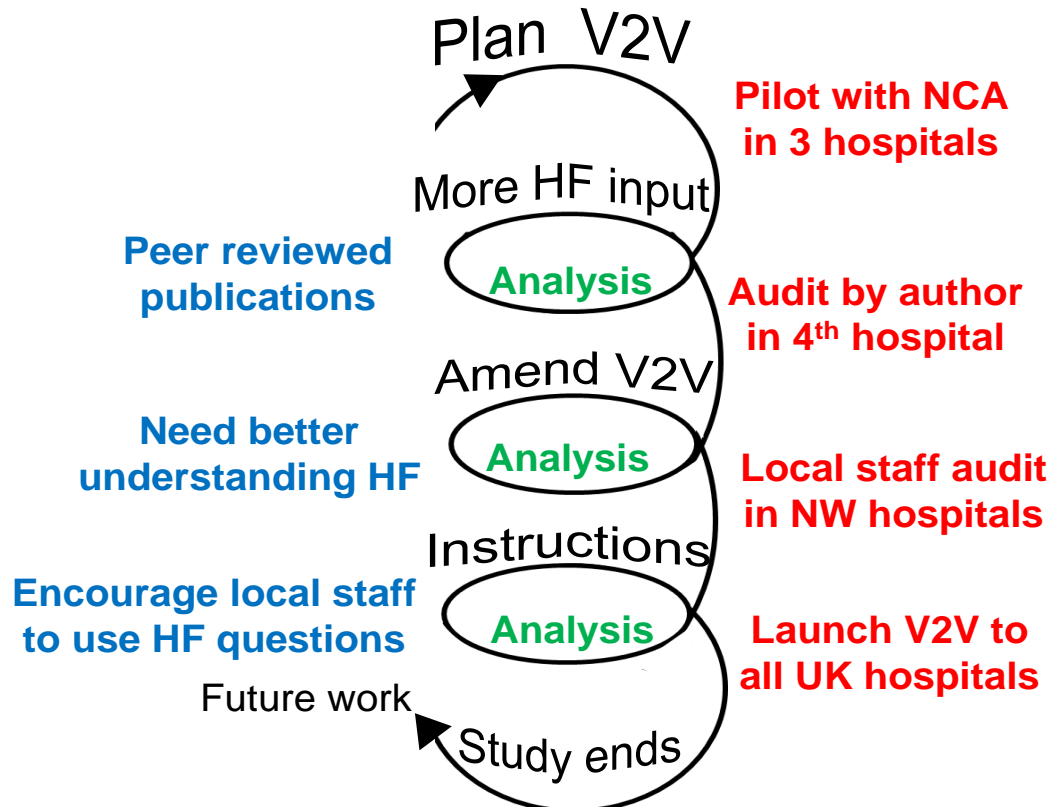 Plan V2V
Pilot with NCA
in 3 hospitals
More HF input
Peer reviewed
publications
Analysis
Audit by author
in 4th hospital
Amend V2V
Need better
understanding HF
Analysis
Local staff audit
in NW hospitals
Instructions
Encourage local staff
to use HF questions
Analysis
Launch V2V to
all UK hospitals
Future work
Study ends